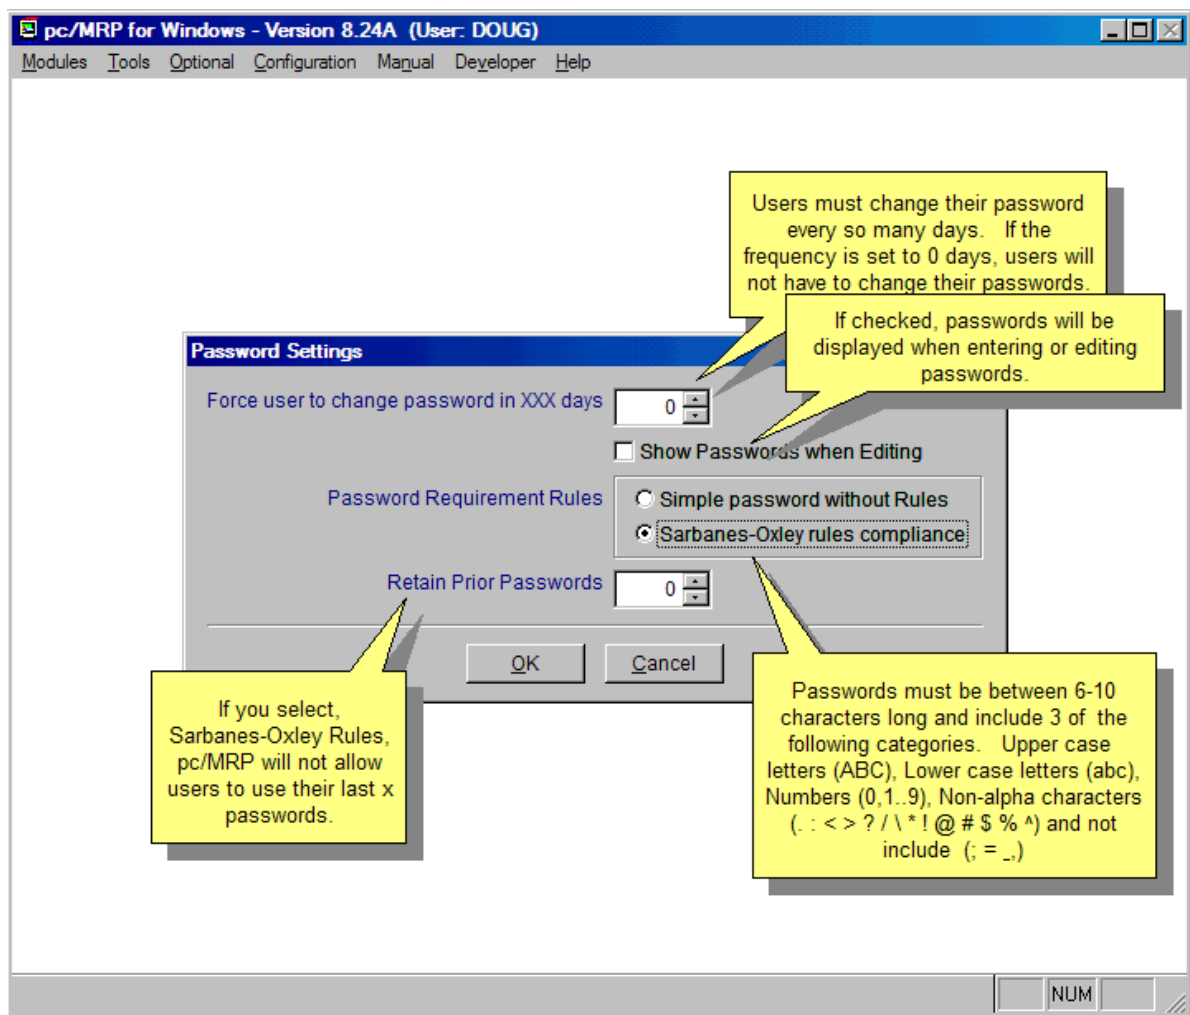 pc/MRP for Windows - Version 8.24A (User: DOUG)
Modules Tools Optional Configuration Manual Developer Help
Users must change their password
every so many days. If the
frequency is set to 0 days, users will
not have to change their passwords.
If checked, passwords will be
displayed when entering or editing
passwords.
Password Settings
Force user to change password in XXX days 0
Show Passwords when Editing
Password Requirement Rules
Simple password without Rules
Sarbanes-Oxley rules compliance
Retain Prior Passwords 0
OK Cancel
If you select,
Sarbanes-Oxley Rules,
pc/MRP will not allow
users to use their last x
passwords.
Passwords must be between 6-10
characters long and include 3 of the
following categories. Upper case
letters (ABC), Lower case letters (abc),
Numbers (0,1..9), Non-alpha characters
(. : < > ? / \ * ! @ # $ % ^) and not
include (; = _,)
NUM